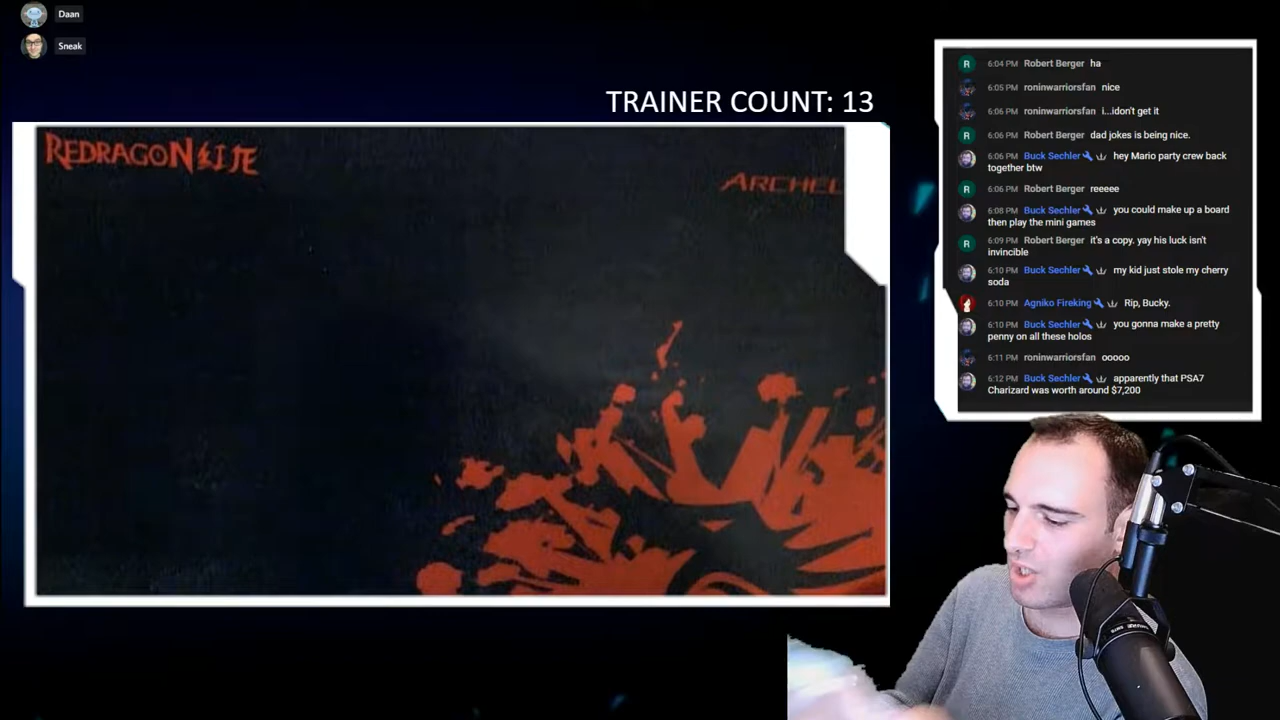 Daan
Sneak
TRAINER COUNT: 13
REDRAGON
ARCHEL
R 6:04 PM Robert Berger ha
6:05 PM roninwarriorsfan nice
6:06 PM roninwarriorsfan i...idon't get it
R 6:06 PM Robert Berger dad jokes is being nice.
6:06 PM Buck Sechler hey Mario party crew back
together btw
R 6:06 PM Robert Berger reeeee
6:08 PM Buck Sechler you could make up a board
then play the mini games
R 6:09 PM Robert Berger it's a copy. yay his luck isn't
invincible
6:10 PM Buck Sechler my kid just stole my cherry
soda
6:10 PM Agniko Fireking Rip, Bucky.
6:10 PM Buck Sechler you gonna make a pretty
penny on all these holos
6:11 PM roninwarriorsfan ooooo
6:12 PM Buck Sechler apparently that PSA7
Charizard was worth around $7,200